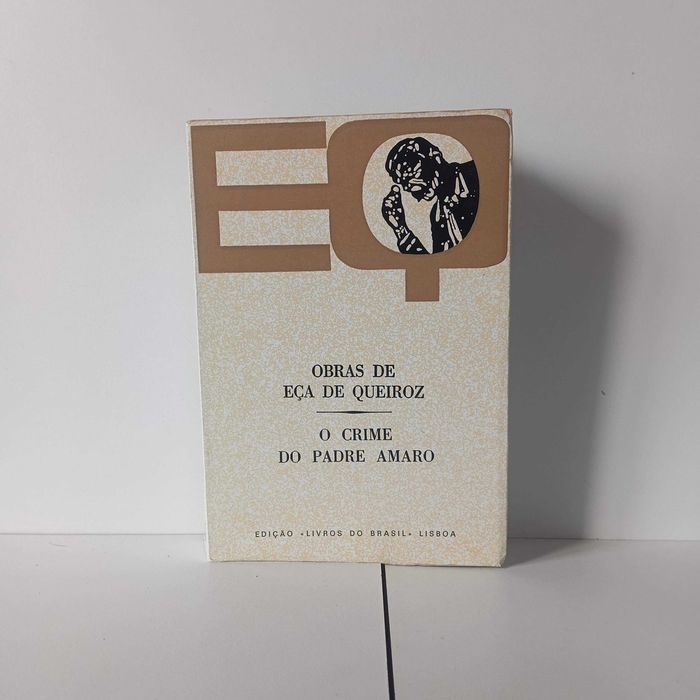 EQ
OBRAS DE
EÇA DE QUEIROZ
O CRIME
DO PADRE AMARO
EDIÇÃO «LIVROS DO BRASIL» LISBOA